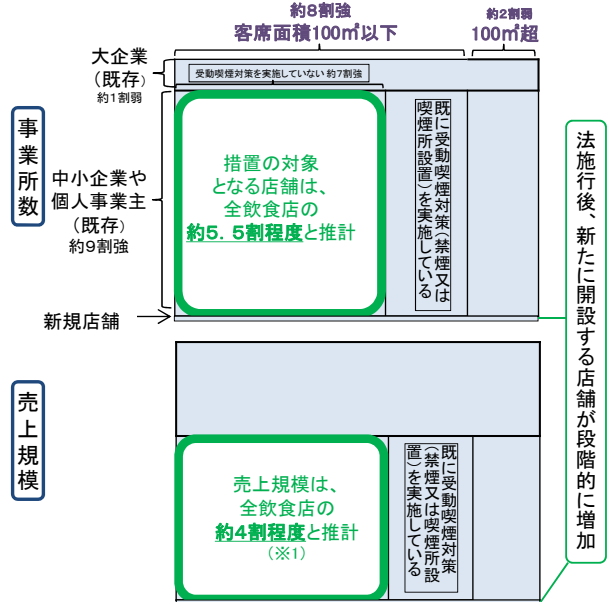 約8割強
客席面積100㎡以下
約2割弱
100㎡超
大企業
(既存)
約1割弱
受動喫煙対策を実施していない 約7割強
事業所数
中小企業や
個人事業主
(既存)
約9割強
措置の対象
となる店舗は、
全飲食店の
約5.5割程度と推計
既に受動喫煙対策(禁煙又は
喫煙所設置)を実施している
新規店舗
法施行後、新たに開設する店舗が段階的に増加
売上規模
売上規模は、
全飲食店の
約4割程度と推計
(※1)
既に受動喫煙対策
(禁煙又は喫煙所設
置)を実施している